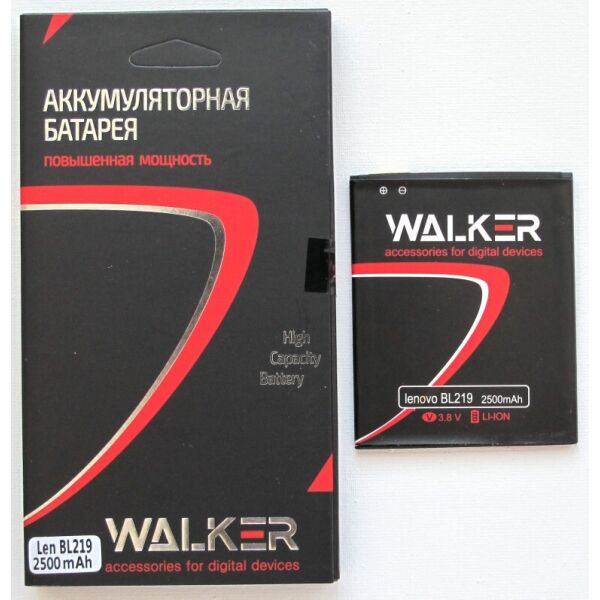 АККУМУЛЯТОРНАЯ
БАТАРЕЯ
ПОВЫШЕННАЯ МОЩНОСТЬ
High
Capacity
Battery
Len BL219
2500 mAh
WALKER
accessories for digital devices
WALKER
accessories for digital devices
lenovo BL219 2500mAh
V 3.8 V LI-ION